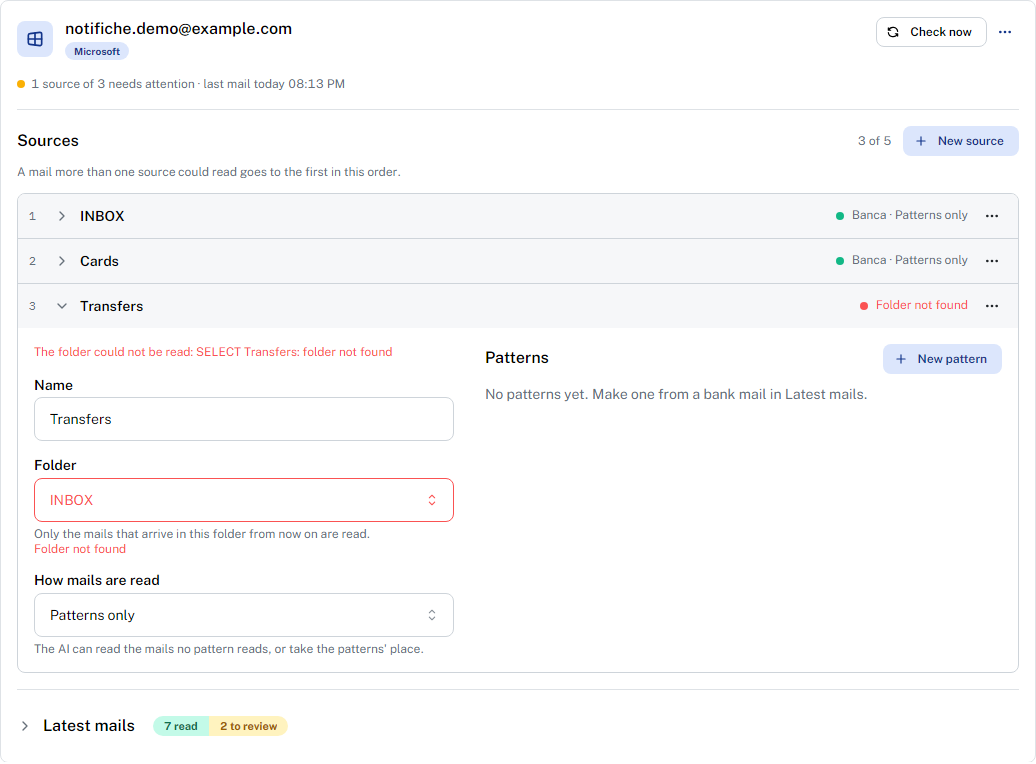 notifiche.demo@example.com
Microsoft
Check now
1 source of 3 needs attention · last mail today 08:13 PM
Sources
3 of 5
New source
A mail more than one source could read goes to the first in this order.
1 INBOX Banca · Patterns only
2 Cards Banca · Patterns only
3 Transfers Folder not found
The folder could not be read: SELECT Transfers: folder not found
Name
Transfers
Folder
INBOX
Only the mails that arrive in this folder from now on are read.
Folder not found
How mails are read
Patterns only
The AI can read the mails no pattern reads, or take the patterns' place.
Patterns
New pattern
No patterns yet. Make one from a bank mail in Latest mails.
Latest mails 7 read 2 to review